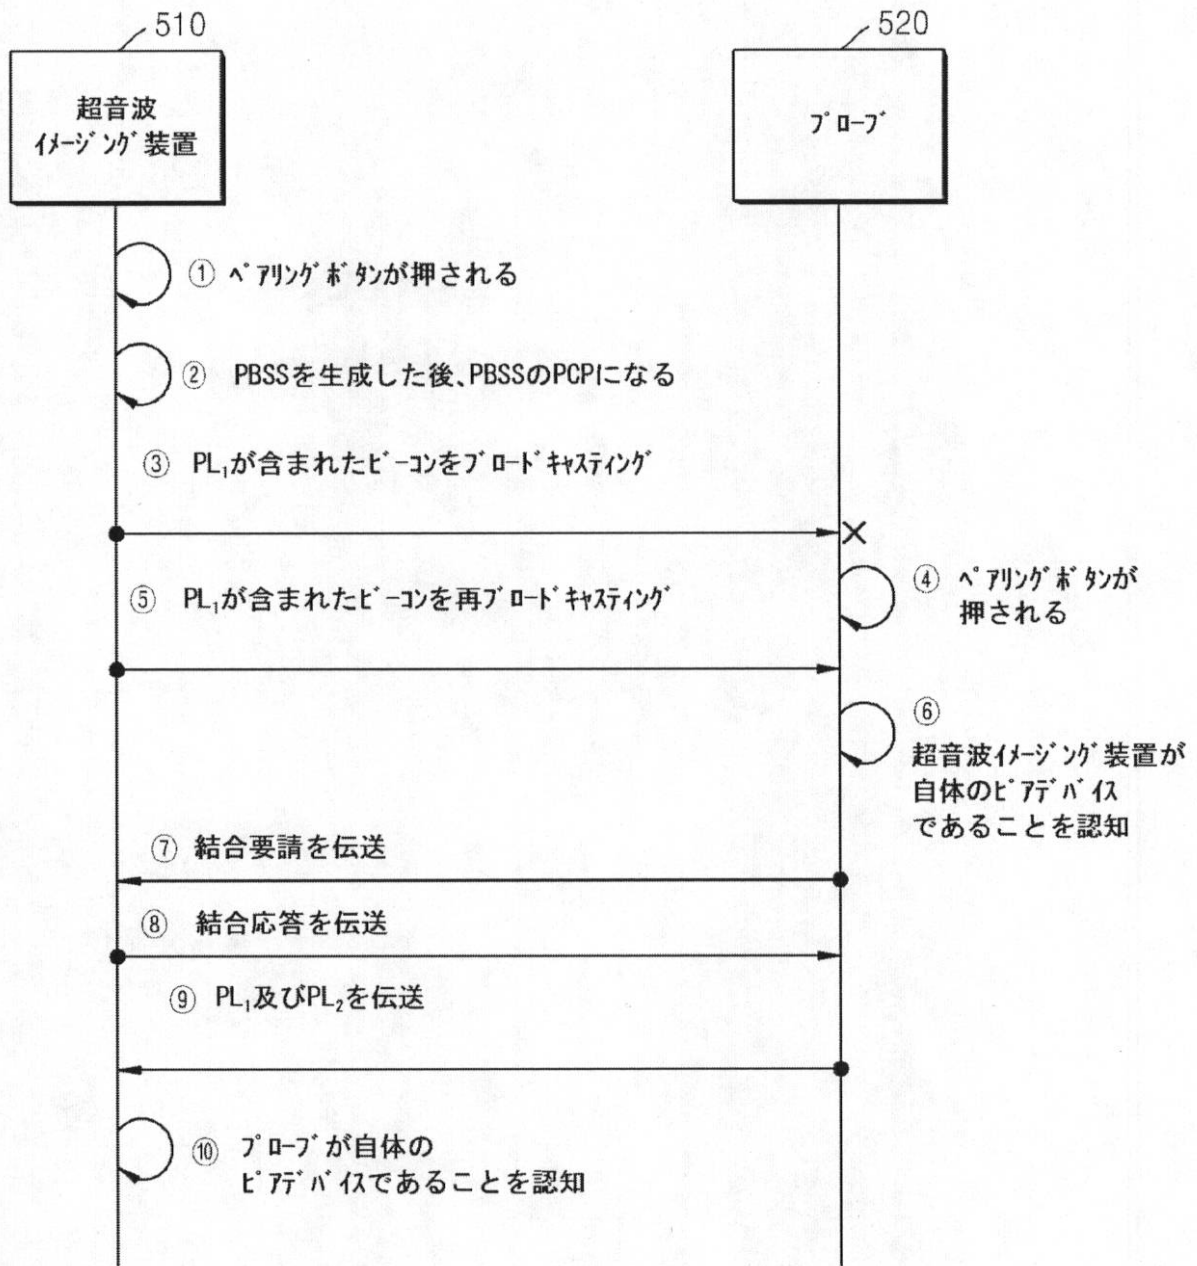 510
520
超音波
ｲﾒｰｼﾞﾝｸﾞ装置
ﾌﾟﾛｰﾌﾞ
① ﾍﾟｱﾘﾝｸﾞﾎﾞﾀﾝが押される
② PBSSを生成した後、PBSSのPCPになる
③ PL₁が含まれたﾋﾞｰｺﾝをﾌﾞﾛｰﾄﾞｷｬｽﾃｨﾝｸﾞ
④ ﾍﾟｱﾘﾝｸﾞﾎﾞﾀﾝが
押される
⑤ PL₁が含まれたﾋﾞｰｺﾝを再ﾌﾞﾛｰﾄﾞｷｬｽﾃｨﾝｸﾞ
⑥
超音波ｲﾒｰｼﾞﾝｸﾞ装置が
自体のﾋﾟｱﾃﾞﾊﾞｲｽ
であることを認知
⑦ 結合要請を伝送
⑧ 結合応答を伝送
⑨ PL₁及びPL₂を伝送
⑩ ﾌﾟﾛｰﾌﾞが自体の
ﾋﾟｱﾃﾞﾊﾞｲｽであることを認知